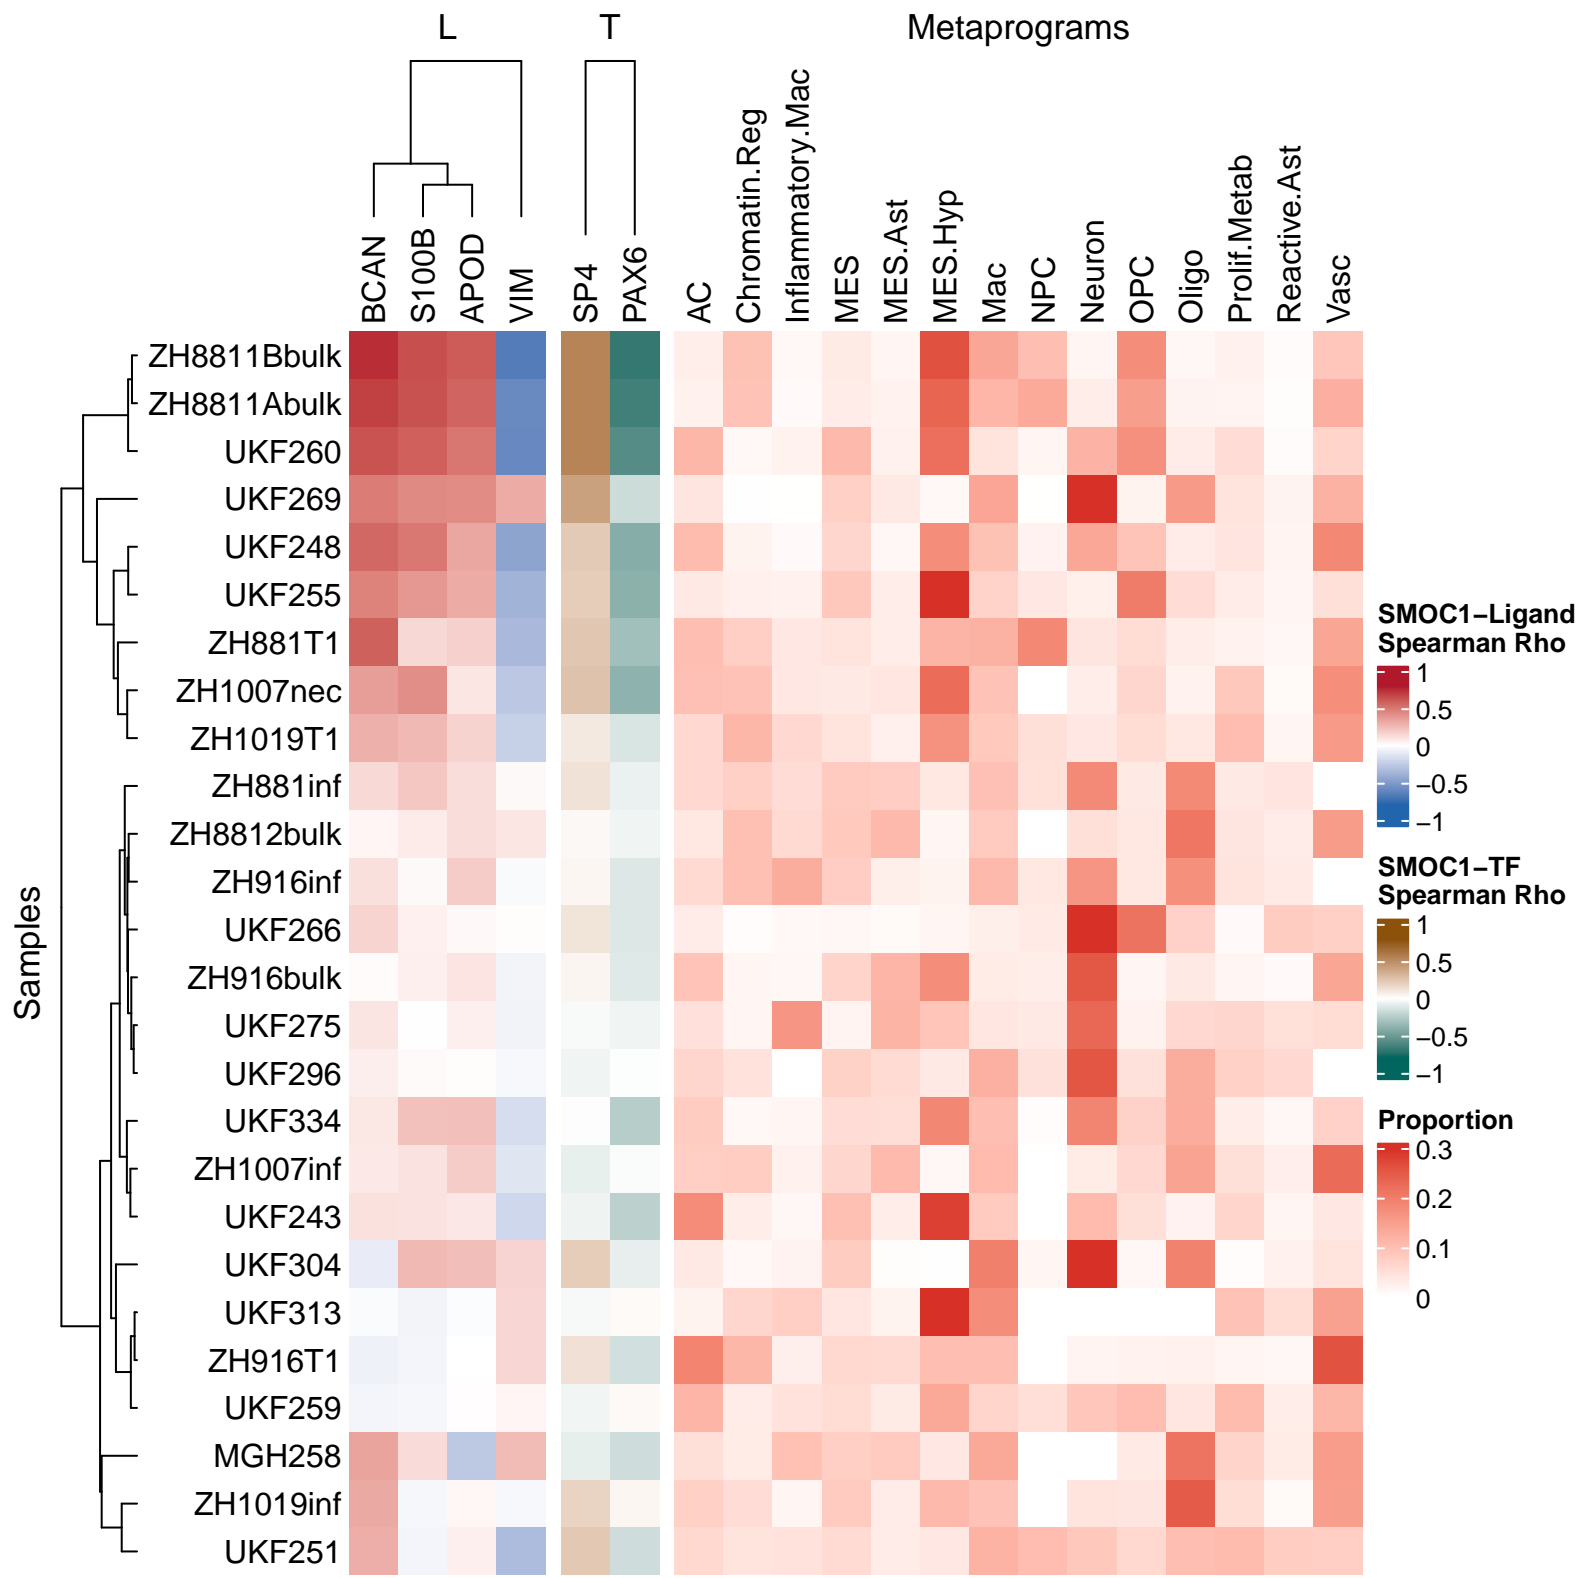 L
T
Metaprograms
BCAN
S100B
APOD
VIM
SP4
PAX6
AC
Chromatin.Reg
Inflammatory.Mac
MES
MES.Ast
MES.Hyp
Mac
NPC
Neuron
OPC
Oligo
Prolif.Metab
Reactive.Ast
Vasc
Samples
ZH8811Bbulk
ZH8811Abulk
UKF260
UKF269
UKF248
UKF255
ZH881T1
ZH1007nec
ZH1019T1
ZH881inf
ZH8812bulk
ZH916inf
UKF266
ZH916bulk
UKF275
UKF296
UKF334
ZH1007inf
UKF243
UKF304
UKF313
ZH916T1
UKF259
MGH258
ZH1019inf
UKF251
SMOC1−Ligand
Spearman Rho
1
0.5
0
−0.5
−1
SMOC1−TF
Spearman Rho
1
0.5
0
−0.5
−1
Proportion
0.3
0.2
0.1
0